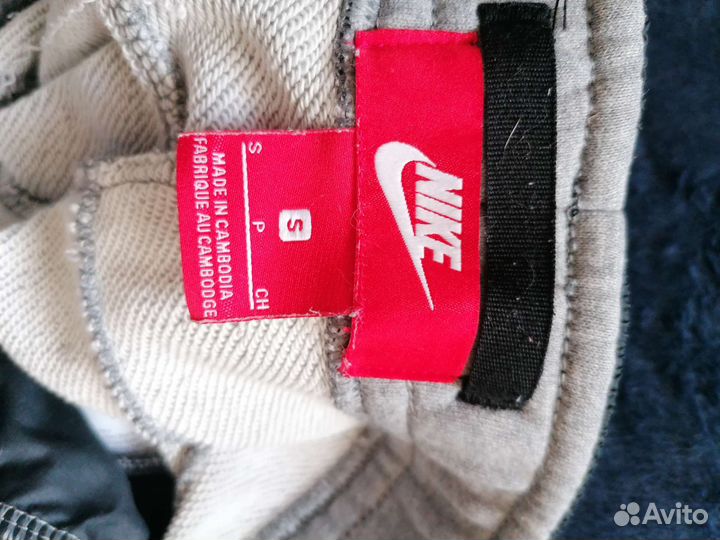 NIKE
S
S P CH
MADE IN CAMBODIA
FABRIQUE AU CAMBODGE
Avito